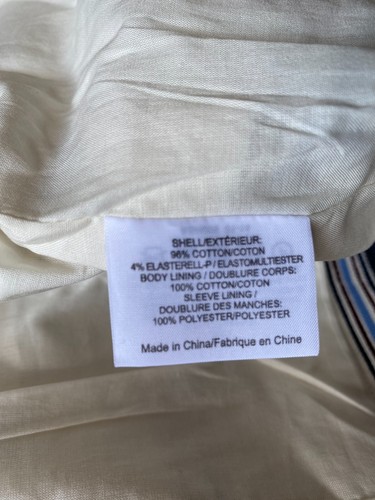 SHELL/EXTÉRIEUR:
96% COTTON/COTON
4% ELASTERELL-P / ELASTOMULTIESTER
BODY LINING / DOUBLURE CORPS:
100% COTTON/COTON
SLEEVE LINING /
DOUBLURE DES MANCHES:
100% POLYESTER/POLYESTER
Made in China/Fabrique en Chine